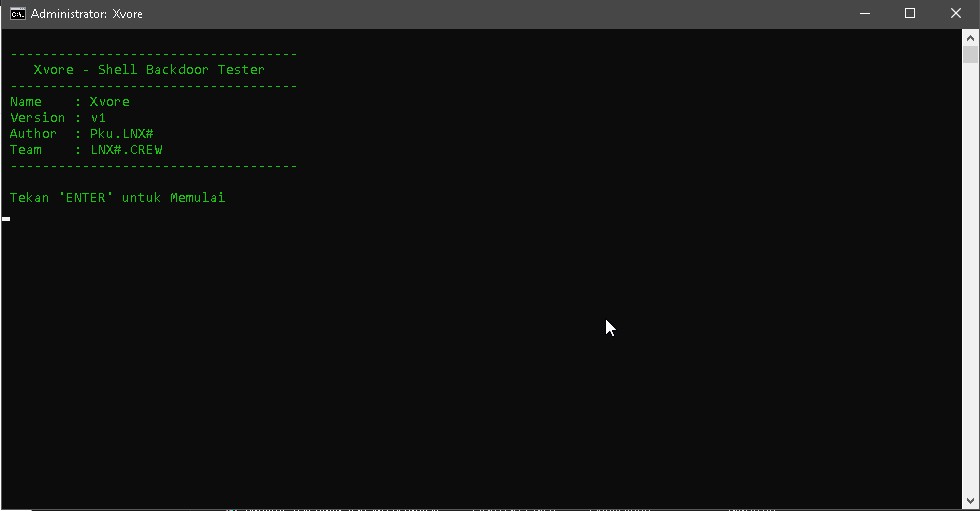 Administrator: Xvore
-------------------------------------
Xvore - Shell Backdoor Tester
-------------------------------------
Name    : Xvore
Version : v1
Author  : Pku.LNX#
Team    : LNX#.CREW
-------------------------------------
Tekan 'ENTER' untuk Memulai